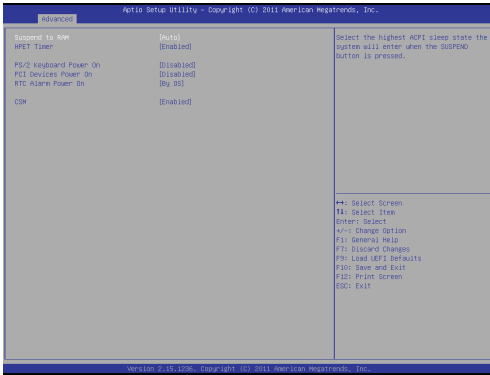 Aptio Setup Utility - Copyright (C) 2011 American Megatrends, Inc.
Advanced
Suspend to RAM [Auto]
HPET Timer [Enabled]
PS/2 Keyboard Power On [Disabled]
PCI Devices Power On [Disabled]
RTC Alarm Power On [By OS]
CSM [Enabled]
Select the highest ACPI sleep state the
system will enter when the SUSPEND
button is pressed.
↔: Select Screen
↑↓: Select Item
Enter: Select
+/-: Change Option
F1: General Help
F7: Discard Changes
F9: Load UEFI Defaults
F10: Save and Exit
F12: Print Screen
ESC: Exit
Version 2.15.1236. Copyright (C) 2011 American Megatrends, Inc.